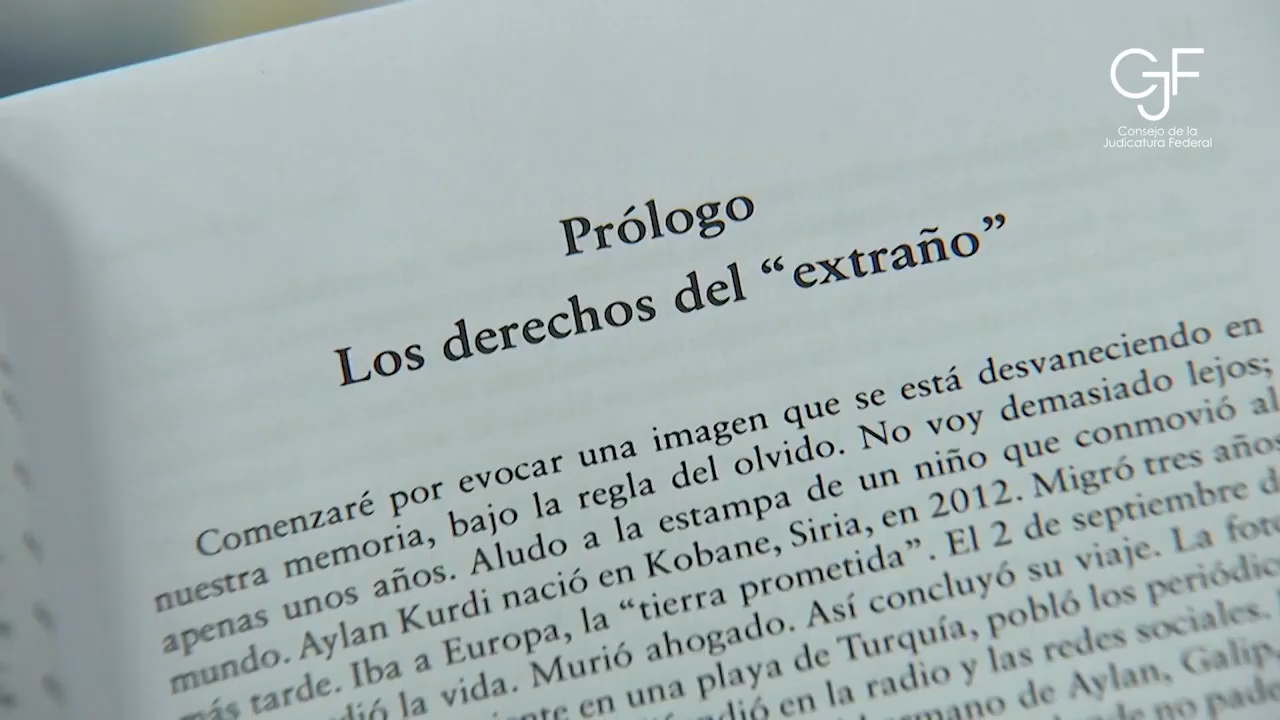 CJF
Consejo de la
Judicatura Federal
Prólogo
Los derechos del “extraño”
Comenzaré por evocar una imagen que se está desvaneciendo en
nuestra memoria, bajo la regla del olvido. No voy demasiado lejos;
apenas unos años. Aludo a la estampa de un niño que conmovió al
mundo. Aylan Kurdi nació en Kobane, Siria, en 2012. Migró tres años
más tarde. Iba a Europa, la “tierra prometida”. El 2 de septiembre
la vida. Murió ahogado. Así concluyó su viaje. La
en una playa de Turquía, pobló los
en la radio y las redes sociales.
de Aylan, Galip,
de no